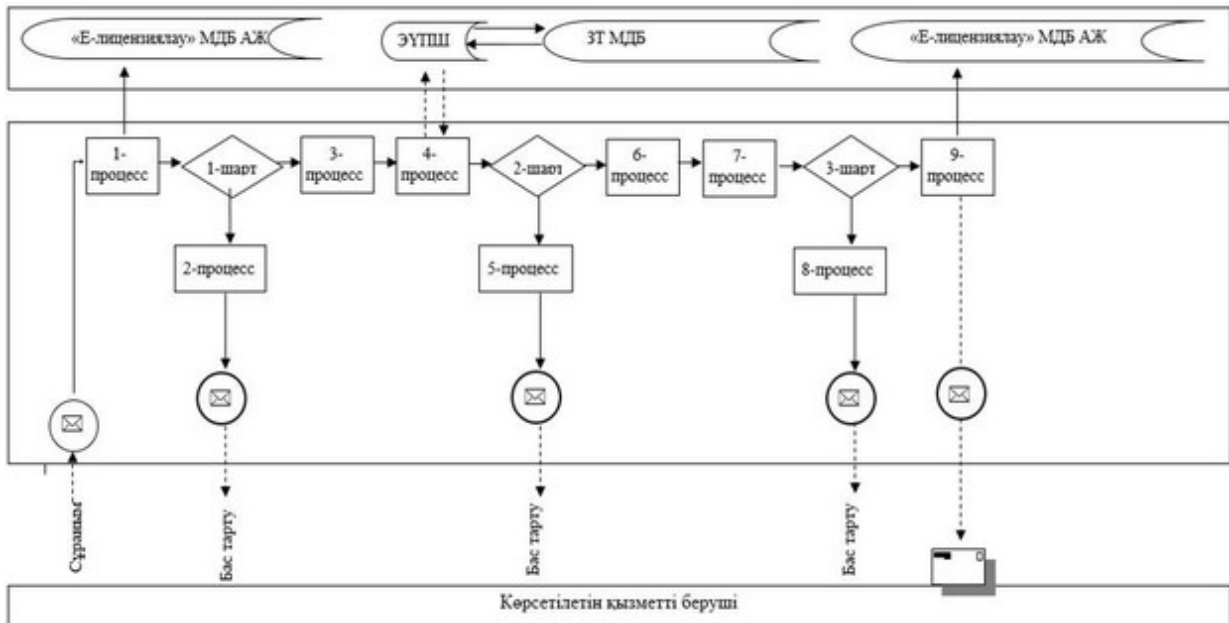 «Е-лицензиялау» МДБ АЖ
ЭҮПШ
ЗТ МДБ
«Е-лицензиялау» МДБ АЖ
1-
процесс
1-шарт
3-
процесс
4-
процесс
2-шарт
6-
процесс
7-
процесс
3-шарт
9-
процесс
2-процесс
5-процесс
8-процесс
Сұраным
Бас тарту
Бас тарту
Бас тарту
Көрсетілетін қызметті беруші